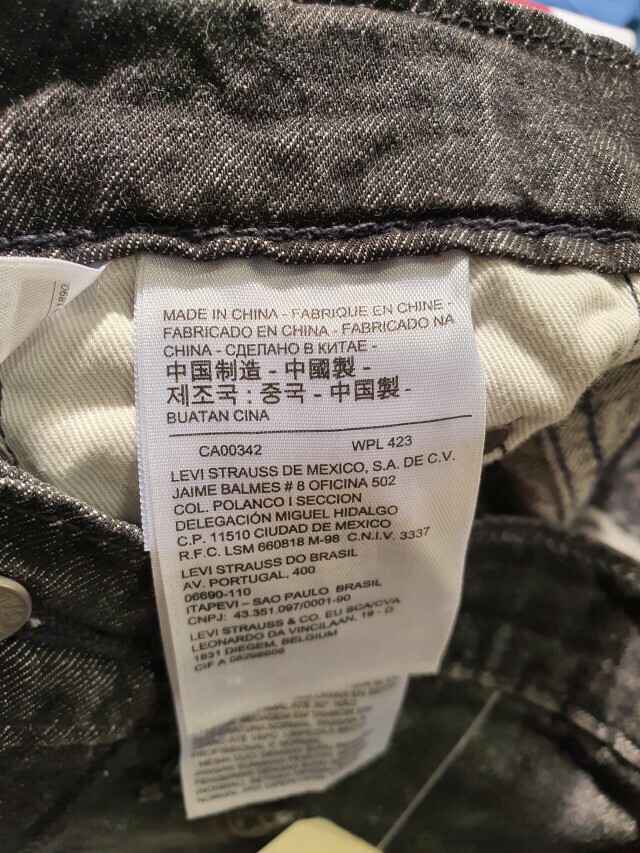 MADE IN CHINA - FABRIQUE EN CHINE -
FABRICADO EN CHINA - FABRICADO NA
CHINA - СДЕЛАНО В КИТАЕ -
中国制造 - 中國製 -
제조국 : 중국 - 中国製 -
BUATAN CINA
CA00342 WPL 423
LEVI STRAUSS DE MEXICO, S.A. DE C.V.
JAIME BALMES # 8 OFICINA 502
COL. POLANCO I SECCION
DELEGACIÓN MIGUEL HIDALGO
C.P. 11510 CIUDAD DE MEXICO
R.F.C. LSM 660818 M-98 C.N.I.V. 3337
LEVI STRAUSS DO BRASIL
AV. PORTUGAL, 400
06690-110
ITAPEVI – SAO PAULO BRASIL
CNPJ: 43.351.097/0001-90
LEVI STRAUSS & CO. EU SCA/CVA
LEONARDO DA VINCILAAN, 19 - D
1831 DIEGEM, BELGIUM
CIF A
1890